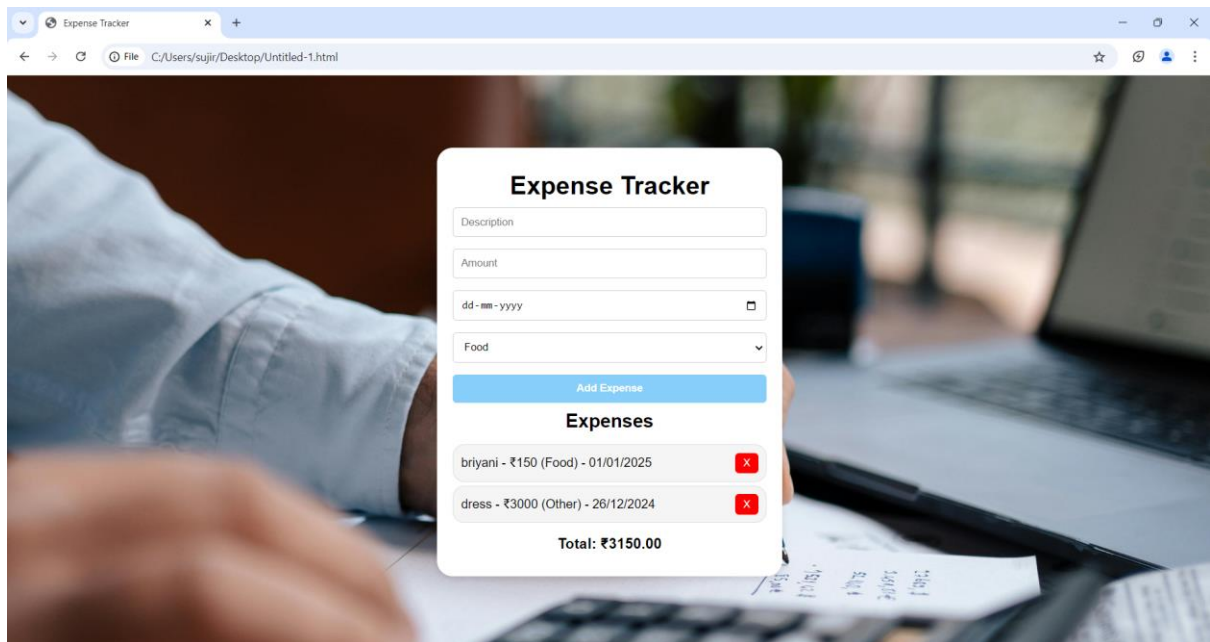 Expense Tracker
File C:/Users/sujir/Desktop/Untitled-1.html
Expense Tracker
Description
Amount
dd-mm-yyyy
Food
Add Expense
Expenses
briyani - ₹150 (Food) - 01/01/2025
X
dress - ₹3000 (Other) - 26/12/2024
X
Total: ₹3150.00